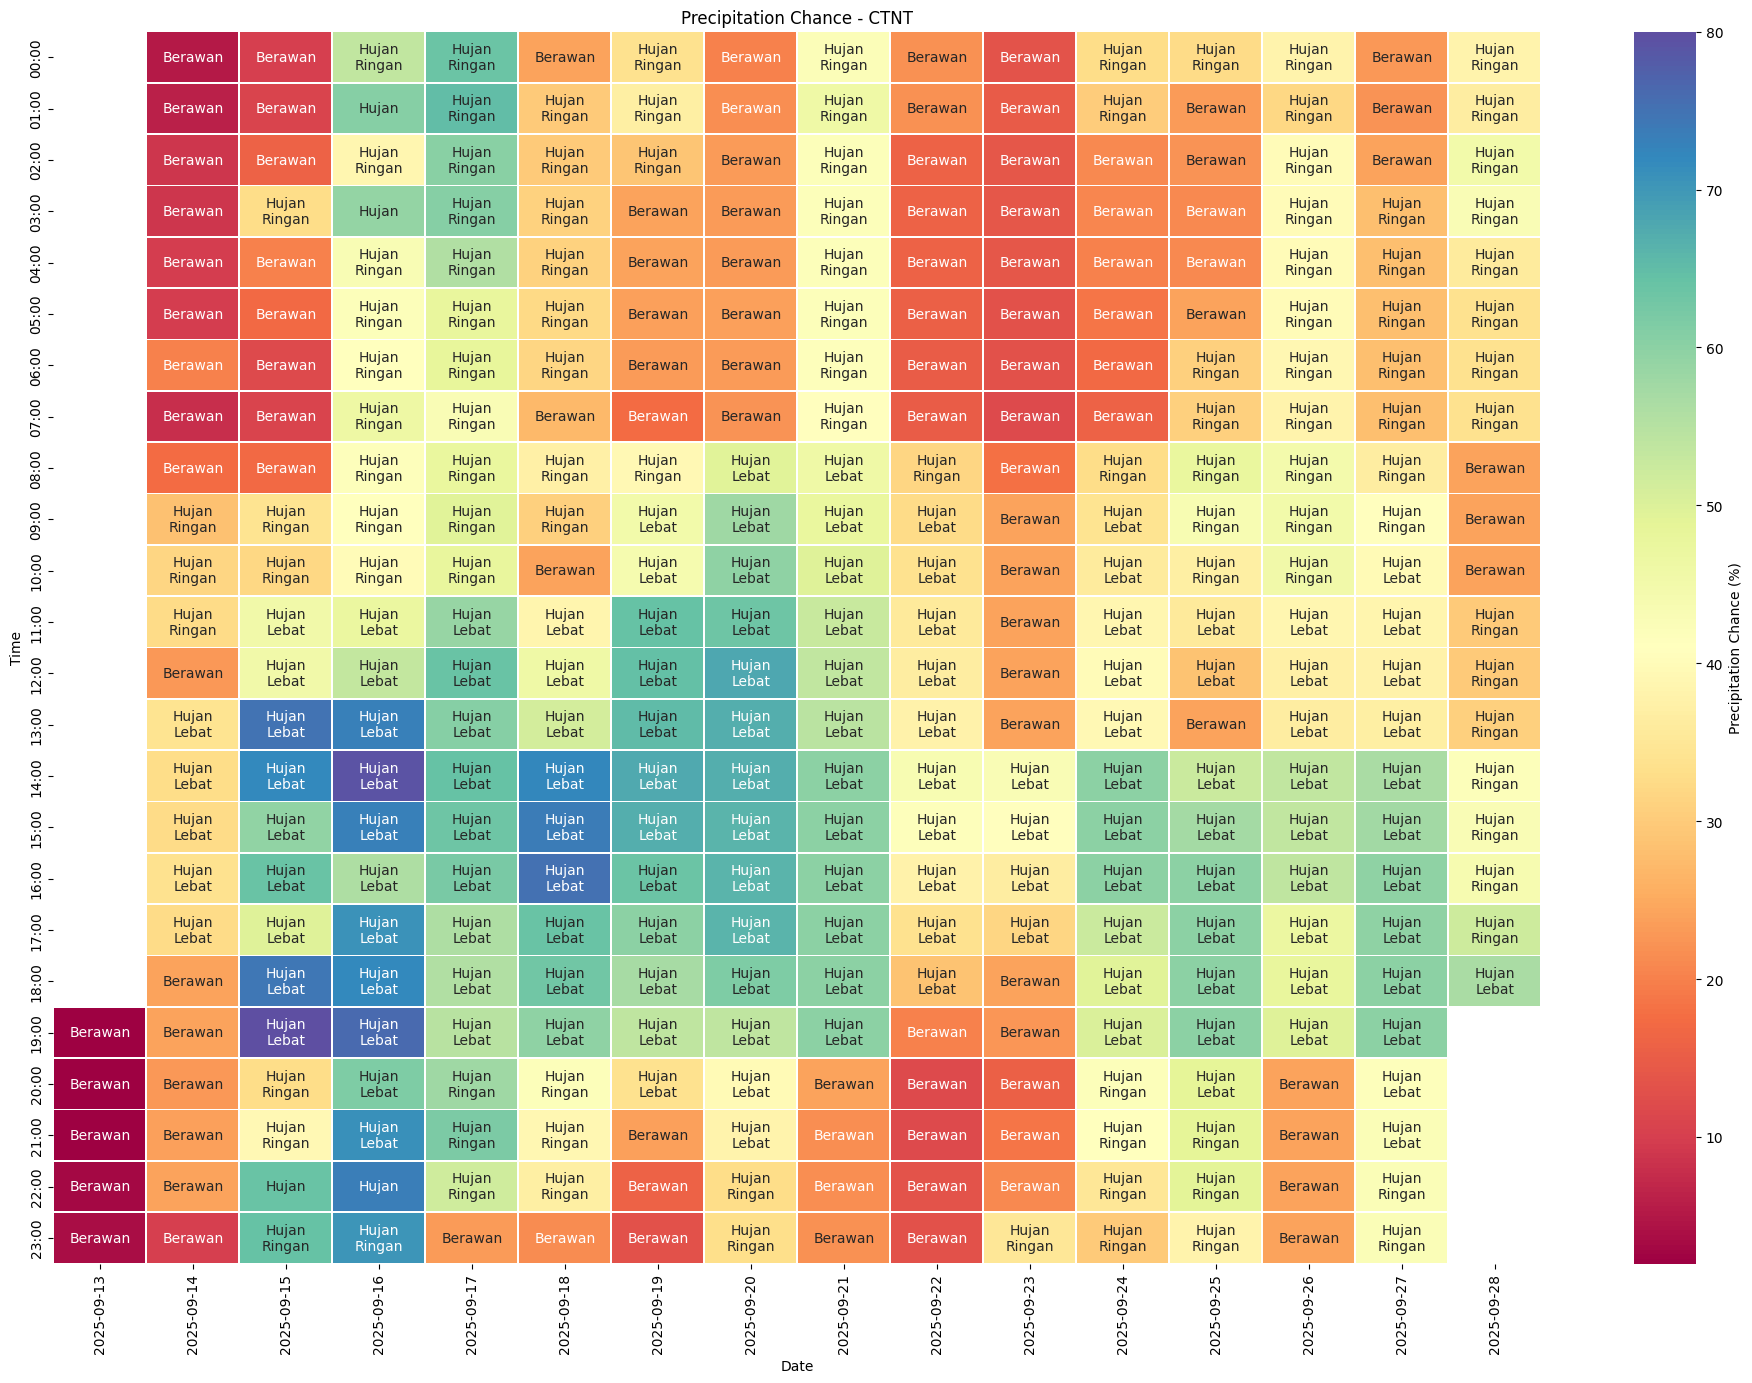 Precipitation Chance - CTNT
00:00 Berawan Berawan Hujan Ringan Hujan Ringan Berawan Hujan Ringan Berawan Hujan Ringan Berawan Berawan Hujan Ringan Hujan Ringan Hujan Ringan Berawan Hujan Ringan
01:00 Berawan Berawan Hujan Hujan Ringan Hujan Ringan Hujan Ringan Berawan Hujan Ringan Berawan Berawan Hujan Ringan Berawan Hujan Ringan Berawan Hujan Ringan
02:00 Berawan Berawan Hujan Ringan Hujan Ringan Hujan Ringan Hujan Ringan Berawan Hujan Ringan Berawan Berawan Berawan Berawan Hujan Ringan Berawan Hujan Ringan
03:00 Berawan Hujan Ringan Hujan Hujan Ringan Hujan Ringan Berawan Berawan Hujan Ringan Berawan Berawan Berawan Berawan Hujan Ringan Hujan Ringan Hujan Ringan
04:00 Berawan Berawan Hujan Ringan Hujan Ringan Hujan Ringan Berawan Berawan Hujan Ringan Berawan Berawan Berawan Berawan Hujan Ringan Hujan Ringan Hujan Ringan
05:00 Berawan Berawan Hujan Ringan Hujan Ringan Hujan Ringan Berawan Berawan Hujan Ringan Berawan Berawan Berawan Berawan Hujan Ringan Hujan Ringan Hujan Ringan
06:00 Berawan Berawan Hujan Ringan Hujan Ringan Hujan Ringan Berawan Berawan Hujan Ringan Berawan Berawan Berawan Hujan Ringan Hujan Ringan Hujan Ringan Hujan Ringan
07:00 Berawan Berawan Hujan Ringan Hujan Ringan Berawan Berawan Berawan Hujan Ringan Berawan Berawan Berawan Hujan Ringan Hujan Ringan Hujan Ringan Hujan Ringan
08:00 Berawan Berawan Hujan Ringan Hujan Ringan Hujan Ringan Hujan Ringan Hujan Lebat Hujan Lebat Hujan Ringan Berawan Hujan Ringan Hujan Ringan Hujan Ringan Hujan Ringan Berawan
09:00 Hujan Ringan Hujan Ringan Hujan Ringan Hujan Ringan Hujan Ringan Hujan Lebat Hujan Lebat Hujan Lebat Hujan Lebat Berawan Hujan Lebat Hujan Ringan Hujan Ringan Hujan Ringan Berawan
10:00 Hujan Ringan Hujan Ringan Hujan Ringan Hujan Ringan Berawan Hujan Lebat Hujan Lebat Hujan Lebat Hujan Lebat Berawan Hujan Lebat Hujan Ringan Hujan Ringan Hujan Lebat Berawan
11:00 Hujan Ringan Hujan Lebat Hujan Lebat Hujan Lebat Hujan Lebat Hujan Lebat Hujan Lebat Hujan Lebat Hujan Lebat Berawan Hujan Lebat Hujan Lebat Hujan Lebat Hujan Lebat Hujan Ringan
12:00 Berawan Hujan Lebat Hujan Lebat Hujan Lebat Hujan Lebat Hujan Lebat Hujan Lebat Hujan Lebat Hujan Lebat Berawan Hujan Lebat Hujan Lebat Hujan Lebat Hujan Lebat Hujan Ringan
13:00 Hujan Lebat Hujan Lebat Hujan Lebat Hujan Lebat Hujan Lebat Hujan Lebat Hujan Lebat Hujan Lebat Hujan Lebat Berawan Hujan Lebat Berawan Hujan Lebat Hujan Lebat Hujan Ringan
14:00 Hujan Lebat Hujan Lebat Hujan Lebat Hujan Lebat Hujan Lebat Hujan Lebat Hujan Lebat Hujan Lebat Hujan Lebat Hujan Lebat Hujan Lebat Hujan Lebat Hujan Lebat Hujan Lebat Hujan Ringan
15:00 Hujan Lebat Hujan Lebat Hujan Lebat Hujan Lebat Hujan Lebat Hujan Lebat Hujan Lebat Hujan Lebat Hujan Lebat Hujan Lebat Hujan Lebat Hujan Lebat Hujan Lebat Hujan Lebat Hujan Ringan
16:00 Hujan Lebat Hujan Lebat Hujan Lebat Hujan Lebat Hujan Lebat Hujan Lebat Hujan Lebat Hujan Lebat Hujan Lebat Hujan Lebat Hujan Lebat Hujan Lebat Hujan Lebat Hujan Lebat Hujan Ringan
17:00 Hujan Lebat Hujan Lebat Hujan Lebat Hujan Lebat Hujan Lebat Hujan Lebat Hujan Lebat Hujan Lebat Hujan Lebat Hujan Lebat Hujan Lebat Hujan Lebat Hujan Lebat Hujan Lebat Hujan Ringan
18:00 Berawan Hujan Lebat Hujan Lebat Hujan Lebat Hujan Lebat Hujan Lebat Hujan Lebat Hujan Lebat Hujan Lebat Berawan Hujan Lebat Hujan Lebat Hujan Lebat Hujan Lebat Hujan Lebat
19:00 Berawan Berawan Hujan Lebat Hujan Lebat Hujan Lebat Hujan Lebat Hujan Lebat Hujan Lebat Hujan Lebat Berawan Berawan Hujan Lebat Hujan Lebat Hujan Lebat Hujan Lebat
20:00 Berawan Berawan Hujan Ringan Hujan Lebat Hujan Ringan Hujan Ringan Hujan Lebat Hujan Lebat Berawan Berawan Berawan Hujan Ringan Hujan Lebat Berawan Hujan Lebat
21:00 Berawan Berawan Hujan Ringan Hujan Lebat Hujan Ringan Hujan Ringan Berawan Hujan Lebat Berawan Berawan Berawan Hujan Ringan Hujan Ringan Berawan Hujan Lebat
22:00 Berawan Berawan Hujan Hujan Hujan Ringan Hujan Ringan Berawan Hujan Ringan Berawan Berawan Berawan Hujan Ringan Hujan Ringan Berawan Hujan Ringan
23:00 Berawan Berawan Hujan Ringan Hujan Ringan Berawan Berawan Berawan Hujan Ringan Berawan Berawan Hujan Ringan Hujan Ringan Hujan Ringan Berawan Hujan Ringan
Time
2025-09-13 2025-09-14 2025-09-15 2025-09-16 2025-09-17 2025-09-18 2025-09-19 2025-09-20 2025-09-21 2025-09-22 2025-09-23 2025-09-24 2025-09-25 2025-09-26 2025-09-27 2025-09-28
Date
80
70
60
50
40
30
20
10
Precipitation Chance (%)